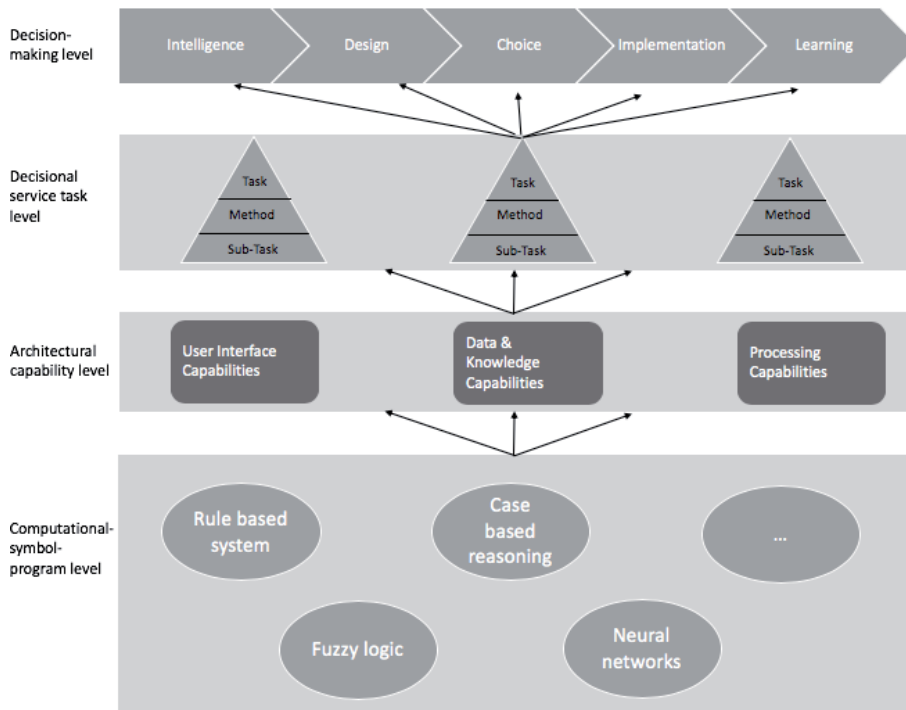 Decision-
making level
Intelligence
Design
Choice
Implementation
Learning
Decisional
service task
level
Task
Method
Sub-Task
Task
Method
Sub-Task
Task
Method
Sub-Task
Architectural
capability level
User Interface
Capabilities
Data &
Knowledge
Capabilities
Processing
Capabilities
Computational-
symbol-
program level
Rule based
system
Case
based
reasoning
...
Fuzzy logic
Neural
networks